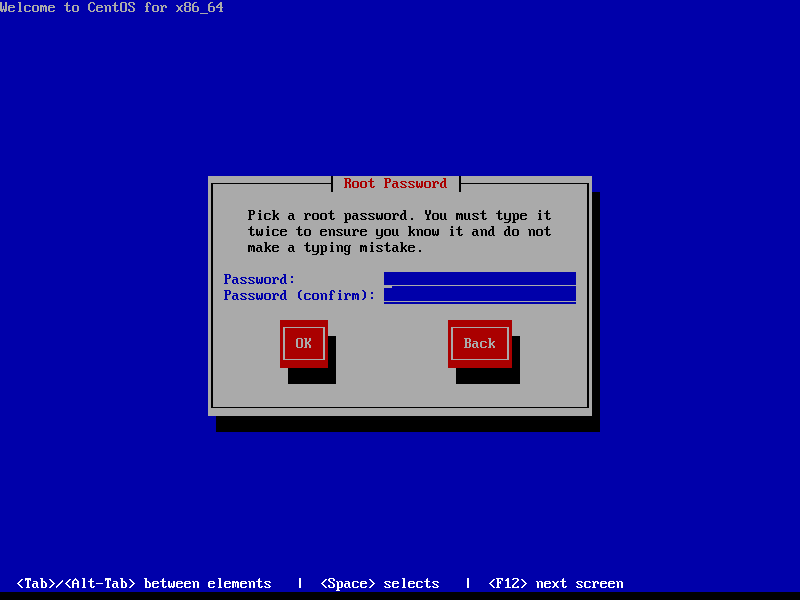 Welcome to CentOS for x86_64
Root Password
Pick a root password. You must type it
twice to ensure you know it and do not
make a typing mistake.
Password:
Password (confirm):
OK Back
<Tab>/<Alt-Tab> between elements | <Space> selects | <F12> next screen